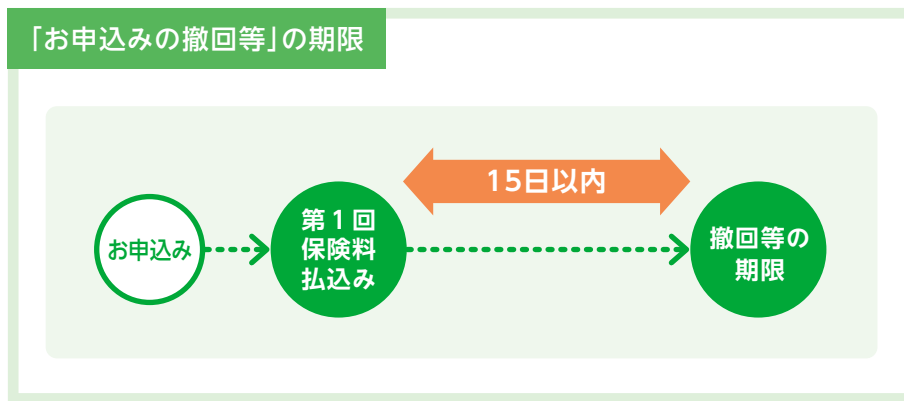 「お申込みの撤回等」の期限
15日以内
お申込み
第1回
保険料
払込み
撤回等の
期限